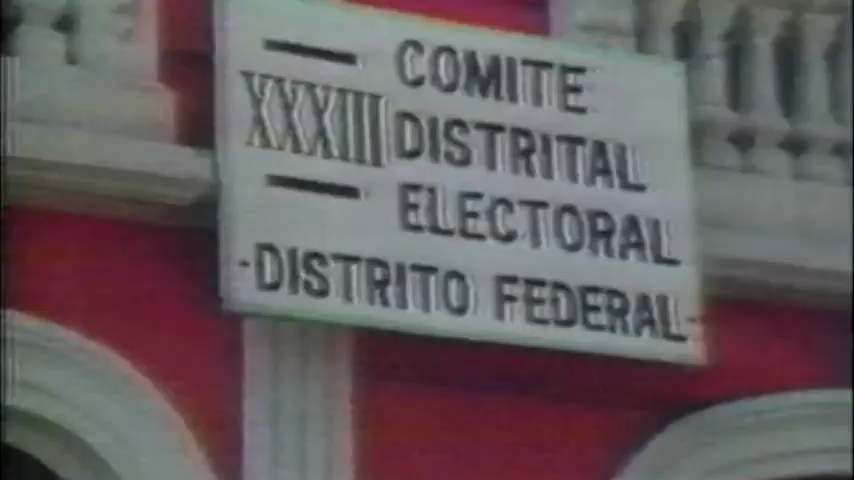 COMITE
XXXIII DISTRITAL
ELECTORAL
-DISTRITO FEDERAL-